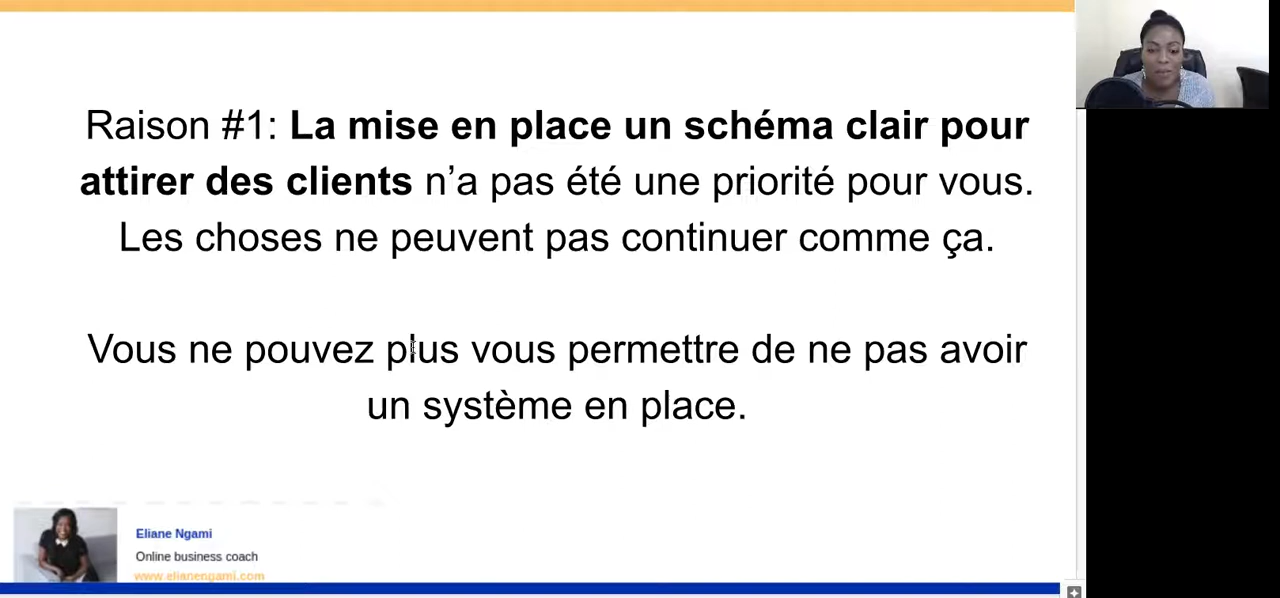 Raison #1: La mise en place un schéma clair pour
attirer des clients n’a pas été une priorité pour vous.
Les choses ne peuvent pas continuer comme ça.
Vous ne pouvez plus vous permettre de ne pas avoir
un système en place.
Eliane Ngami
Online business coach
www.elianengami.com